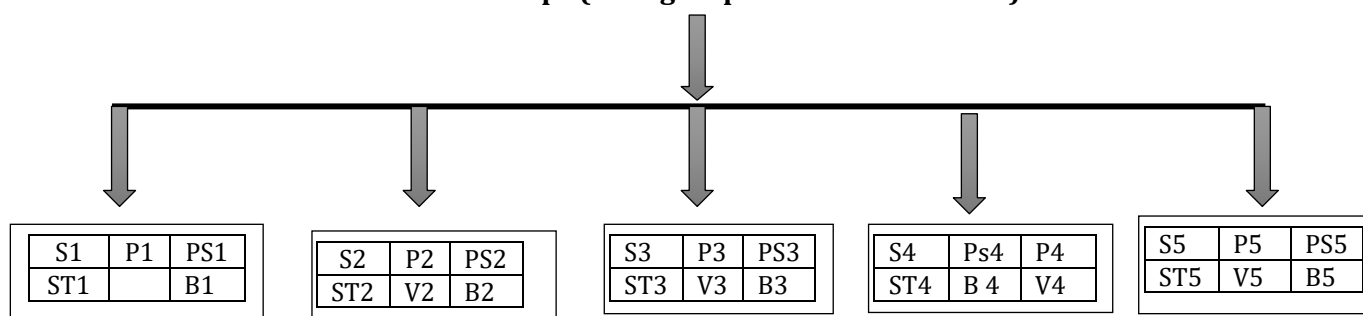 S1 P1 PS1
ST1 B1
S2 P2 PS2
ST2 V2 B2
S3 P3 PS3
ST3 V3 B3
S4 Ps4 P4
ST4 B 4 V4
S5 P5 PS5
ST5 V5 B5